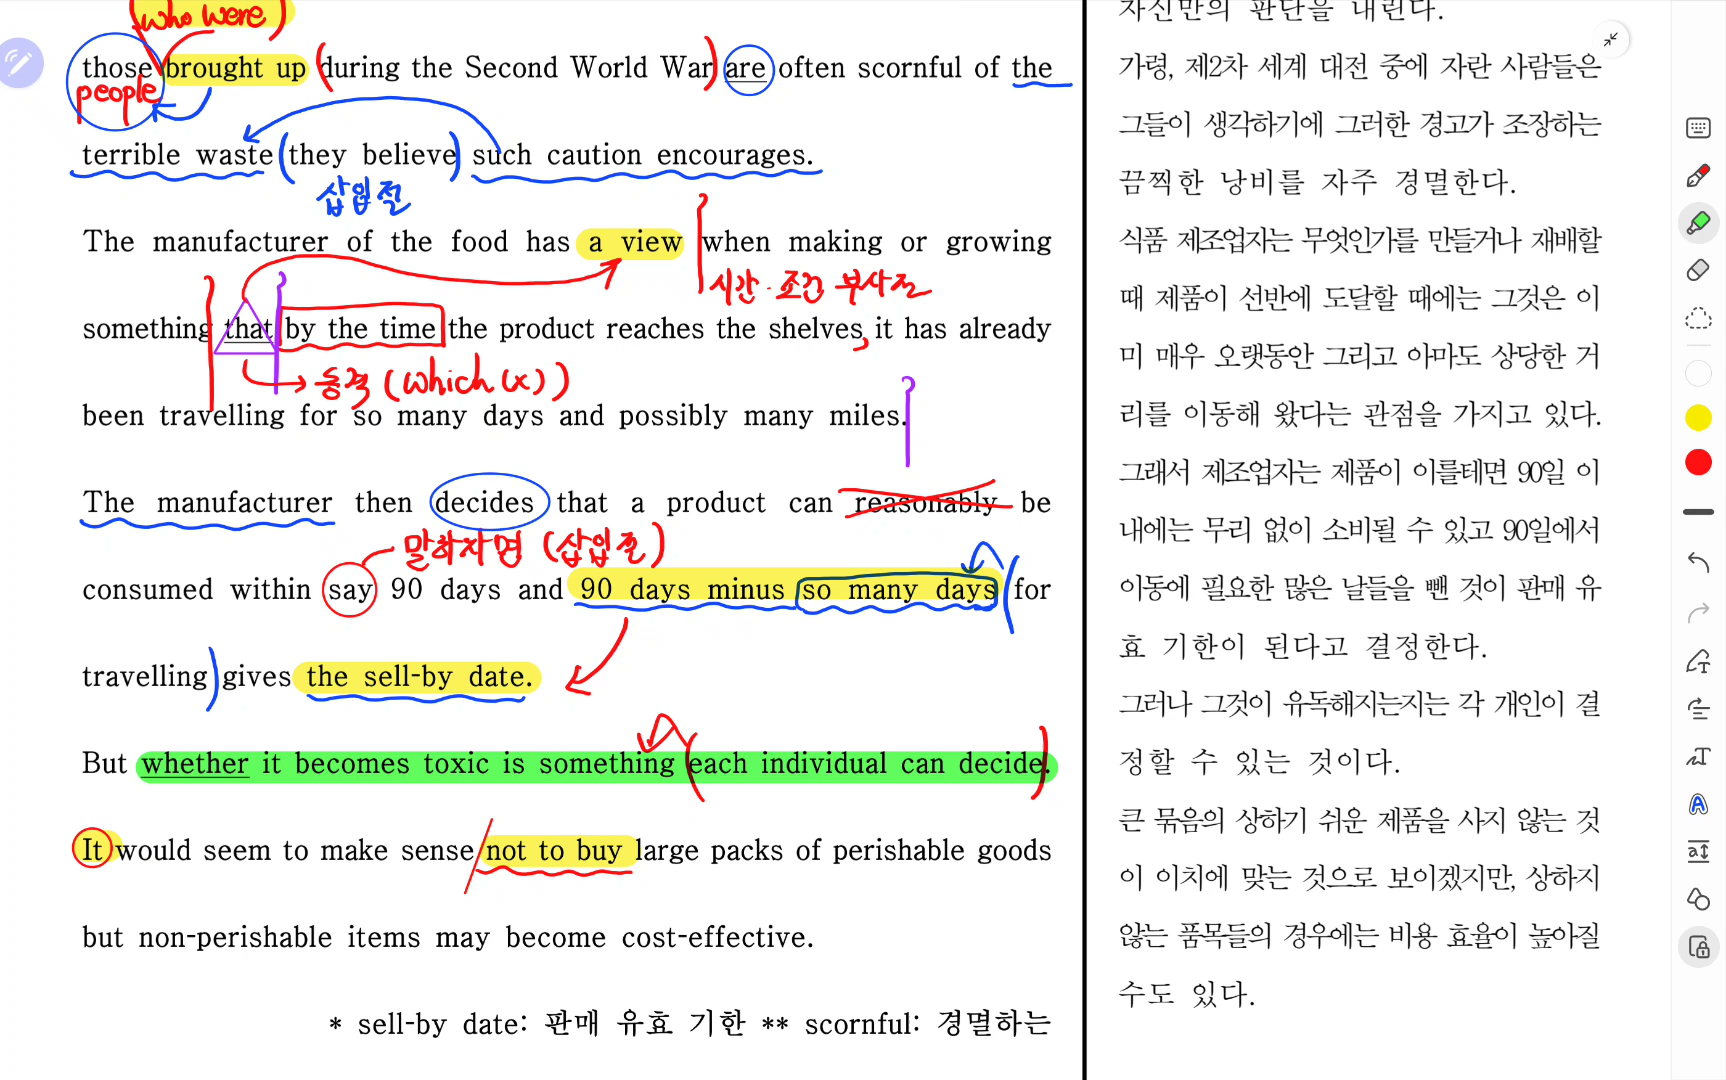 (who were)
those brought up during the Second World War are often scornful of the
people
terrible waste (they believe) such caution encourages.
삽입절
The manufacturer of the food has a view when making or growing
시간·조건 부사절
something that by the time the product reaches the shelves, it has already
→ 동격 (which(x))
been travelling for so many days and possibly many miles.
The manufacturer then decides that a product can reasonably be
말하자면 (삽입절)
consumed within say 90 days and 90 days minus so many days (for
travelling) gives the sell-by date.
But whether it becomes toxic is something (each individual can decide.)
It would seem to make sense / not to buy large packs of perishable goods
but non-perishable items may become cost-effective.
* sell-by date: 판매 유효 기한 ** scornful: 경멸하는
자신만의 판단을 내린다.
가령, 제2차 세계 대전 중에 자란 사람들은
그들이 생각하기에 그러한 경고가 조장하는
끔찍한 낭비를 자주 경멸한다.
식품 제조업자는 무엇인가를 만들거나 재배할
때 제품이 선반에 도달할 때에는 그것은 이
미 매우 오랫동안 그리고 아마도 상당한 거
리를 이동해 왔다는 관점을 가지고 있다.
그래서 제조업자는 제품이 이를테면 90일 이
내에는 무리 없이 소비될 수 있고 90일에서
이동에 필요한 많은 날들을 뺀 것이 판매 유
효 기한이 된다고 결정한다.
그러나 그것이 유독해지는지는 각 개인이 결
정할 수 있는 것이다.
큰 묶음의 상하기 쉬운 제품을 사지 않는 것
이 이치에 맞는 것으로 보이겠지만, 상하지
않는 품목들의 경우에는 비용 효율이 높아질
수도 있다.